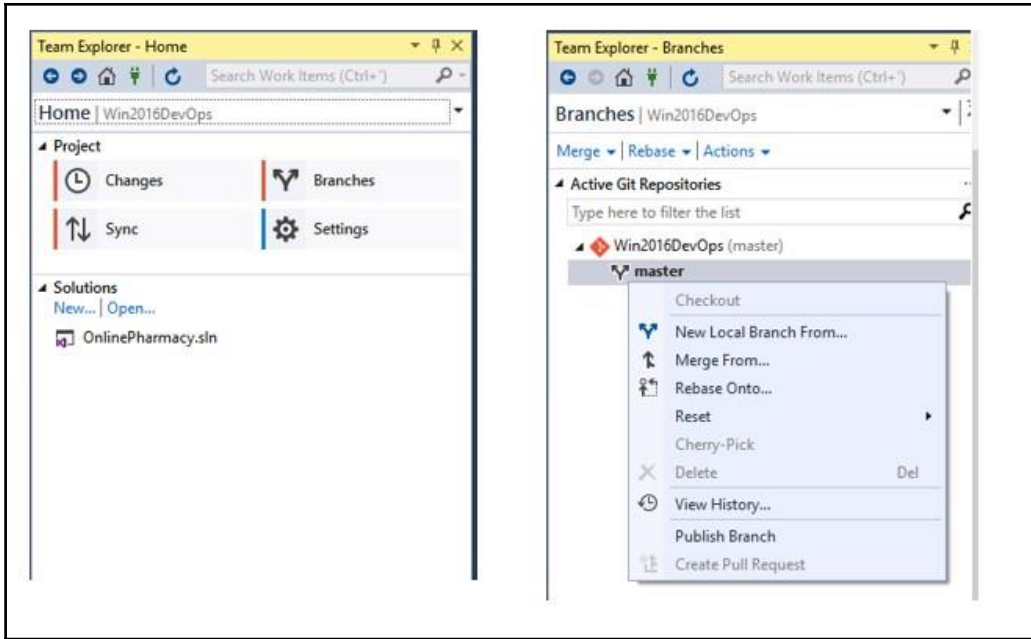 Team Explorer - Home
Search Work Items (Ctrl+')
Home | Win2016DevOps
Project
Changes
Branches
Sync
Settings
Solutions
New... | Open...
OnlinePharmacy.sln
Team Explorer - Branches
Search Work Items (Ctrl+')
Branches | Win2016DevOps
Merge | Rebase | Actions
Active Git Repositories
Type here to filter the list
Win2016DevOps (master)
master
Checkout
New Local Branch From...
Merge From...
Rebase Onto...
Reset
Cherry-Pick
Delete Del
View History...
Publish Branch
Create Pull Request